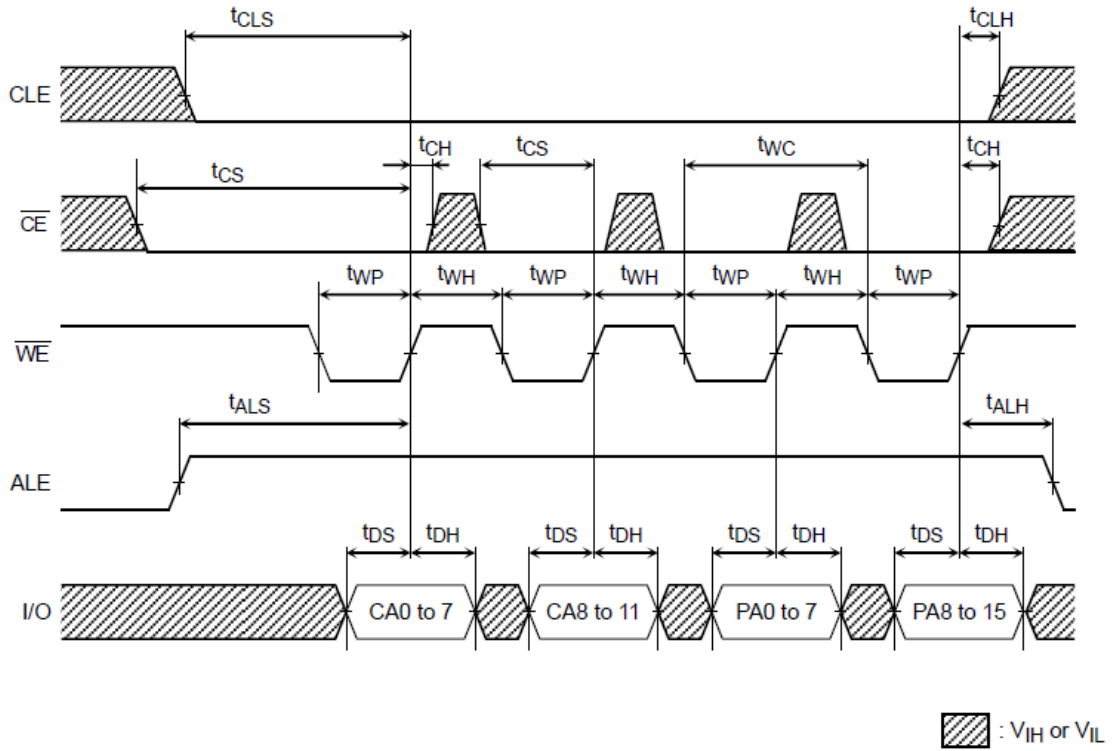 tCLS
tCLH
CLE
tCH
tCS
tWC
tCH
tCS
CE
tWP
tWH
tWP
tWH
tWP
tWH
tWP
WE
tALS
tALH
ALE
tDS
tDH
tDS
tDH
tDS
tDH
tDS
tDH
I/O
CA0 to 7
CA8 to 11
PA0 to 7
PA8 to 15
: VIH or VIL